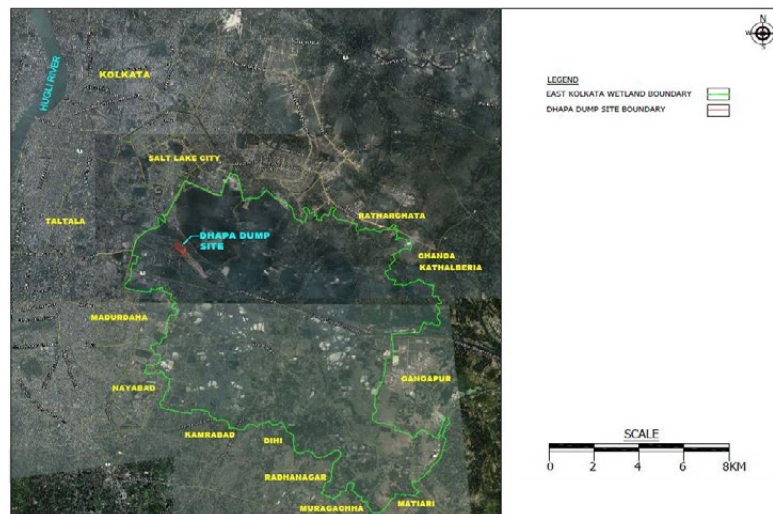 N
W
S
KOLKATA
HUGLI RIVER
LEGEND
EAST KOLKATA WETLAND BOUNDARY
DHAPA DUMP SITE BOUNDARY
SALT LAKE CITY
TALTALA
RATHARGHATA
DHAPA DUMP
SITE
CHANDA
KATHALBERIA
MADURDAHA
NAYABAD
GANGAPUR
KAMRABAD
DIHI
RADHANAGAR
MURAGACHHA
MATIARI
SCALE
0 2 4 6 8KM